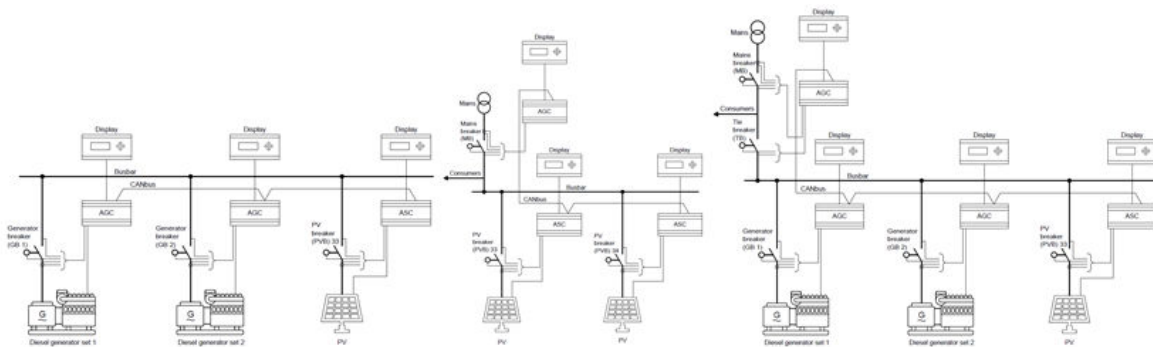 Display
Display
Display
Busbar
CANbus
AGC
AGC
ASC
Generator
breaker
(GB 1)
Generator
breaker
(GB 2)
PV
breaker
(PVB) 33
Diesel generator set 1
Diesel generator set 2
PV
Display
Mains
Mains
breaker
(MB)
AGC
Consumers
Display
Display
Busbar
CANbus
ASC
ASC
PV
breaker
(PVB) 33
PV
breaker
(PVB) 34
PV
PV
Display
Mains
Mains
breaker
(MB)
AGC
Consumers
Tie
breaker
(TB)
Display
Display
Display
Busbar
CANbus
AGC
AGC
ASC
Generator
breaker
(GB 1)
Generator
breaker
(GB 2)
PV
breaker
(PVB) 33
G
G
G
G
Diesel generator set 1
Diesel generator set 2
PV